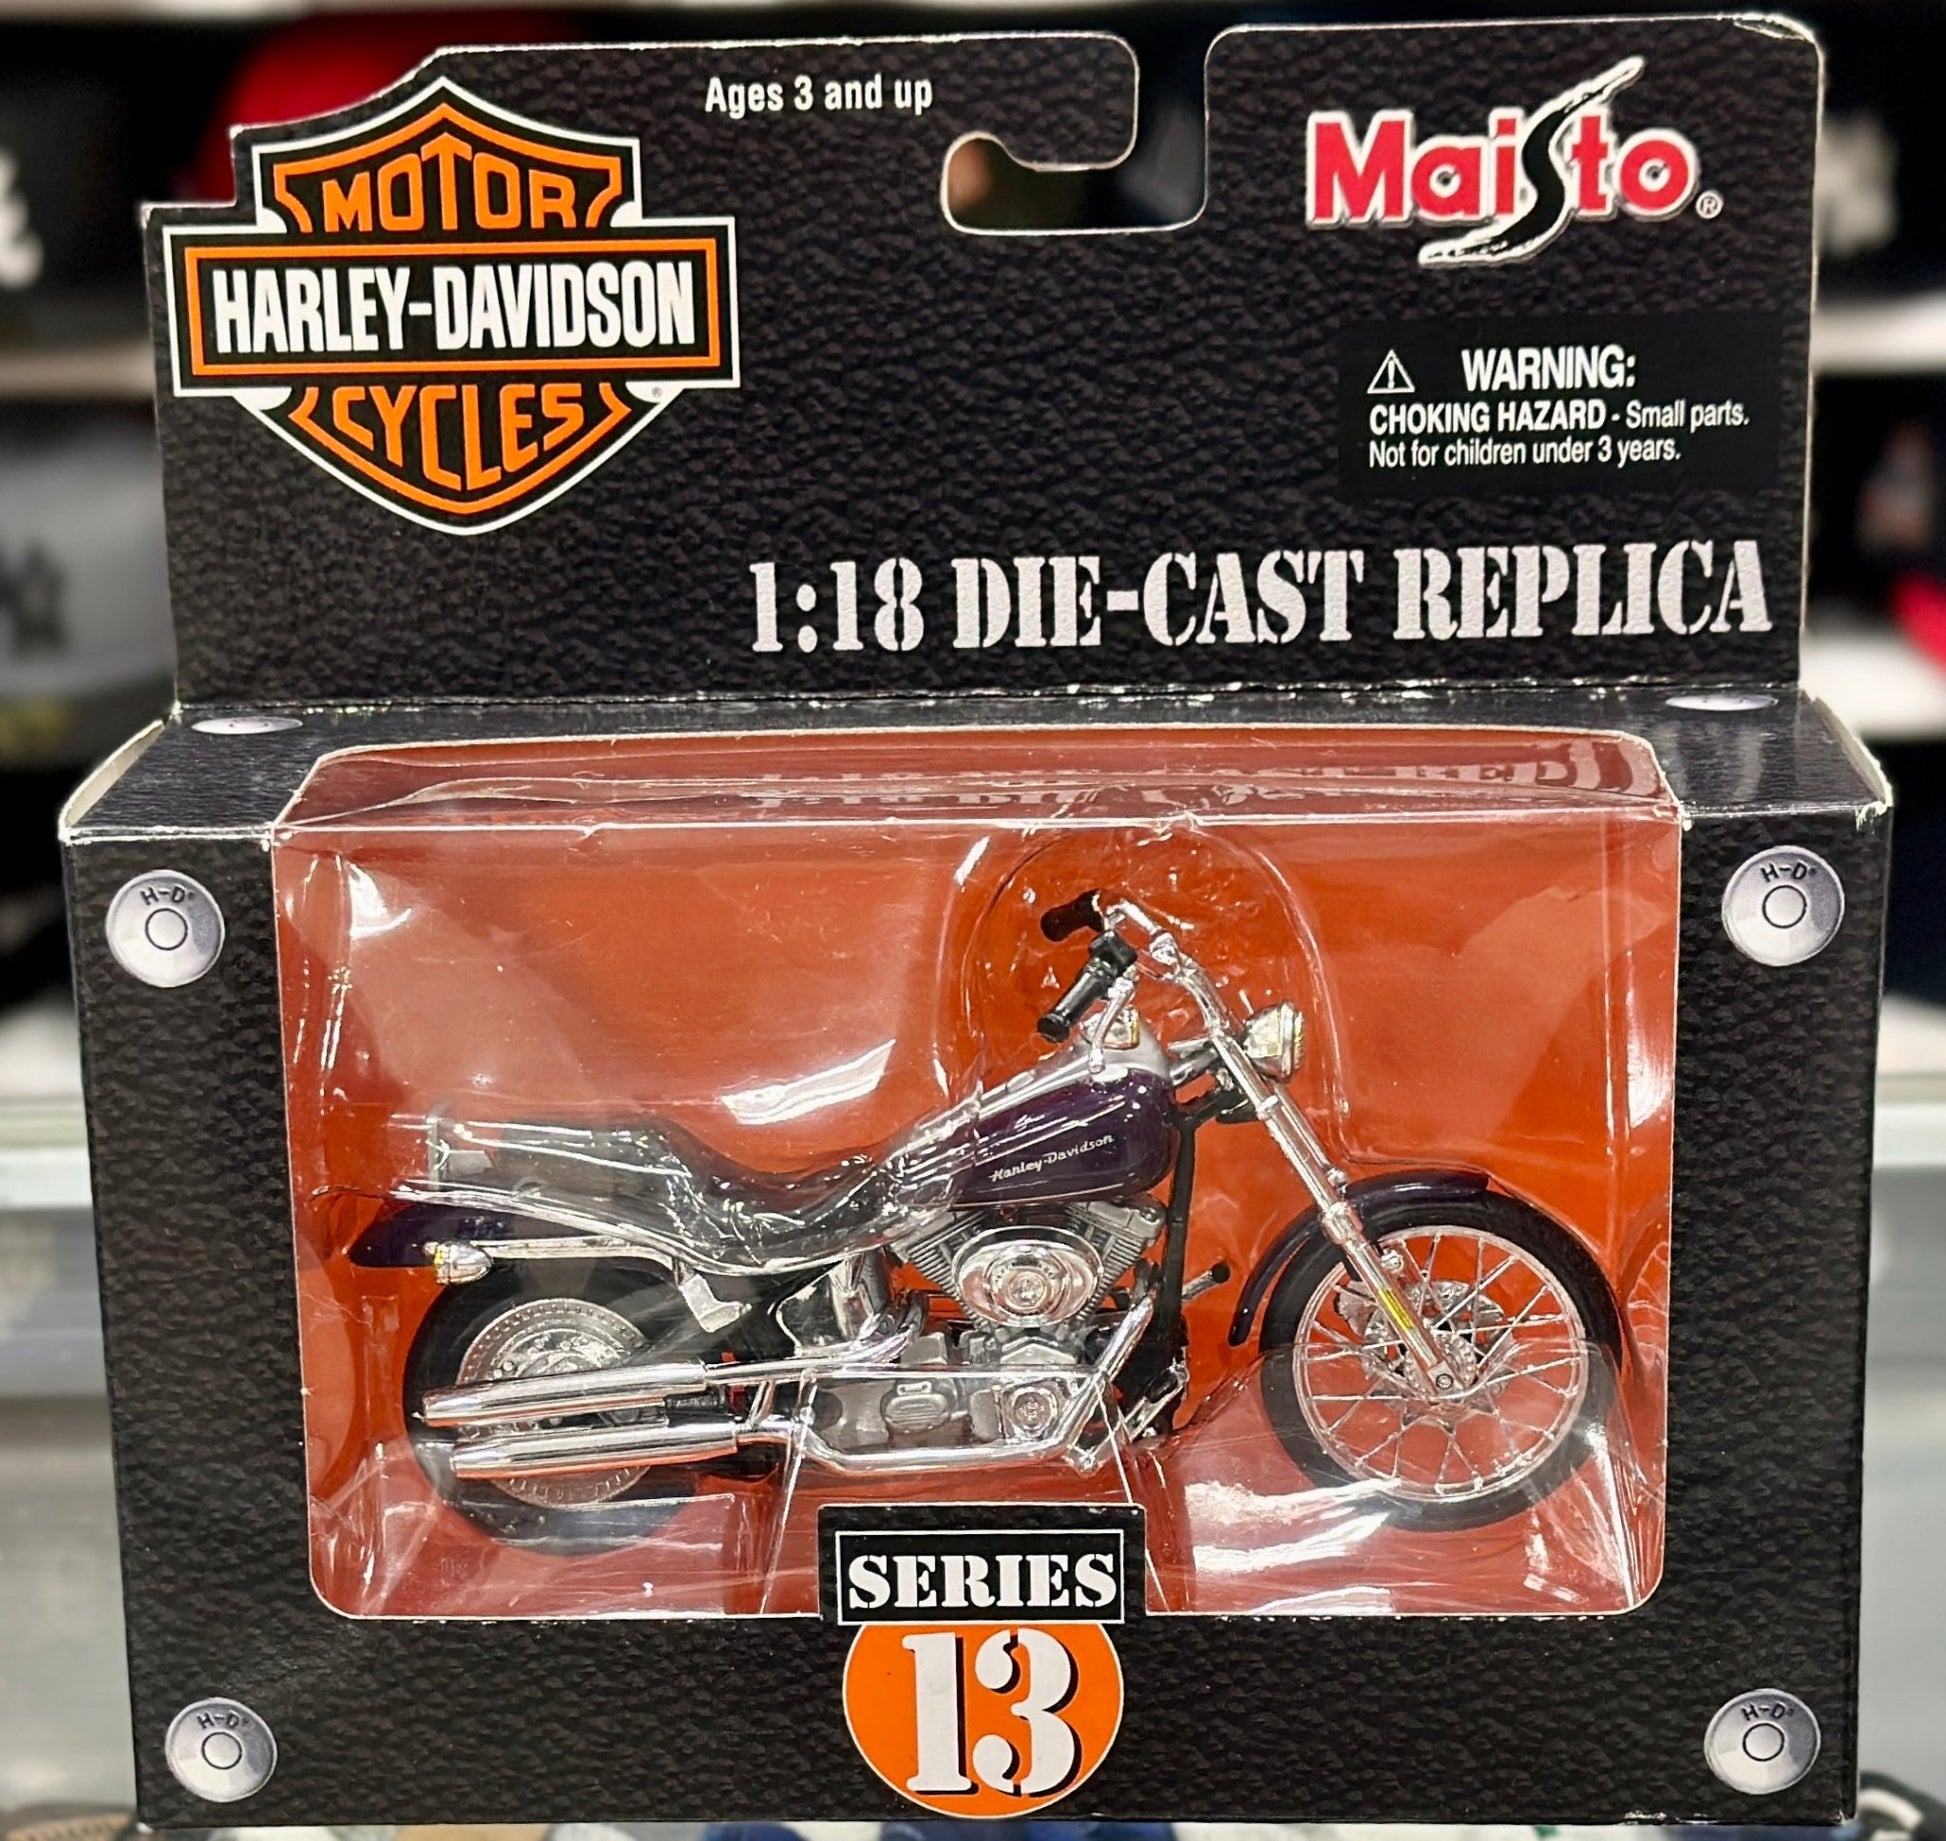 Ages 3 and up
MOTOR
HARLEY-DAVIDSON
CYCLES
®
Maisto®
WARNING:
CHOKING HAZARD - Small parts.
Not for children under 3 years.
1:18 DIE-CAST REPLICA
H-D®
H-D®
Harley-Davidson
SERIES
13
H-D®
H-D®